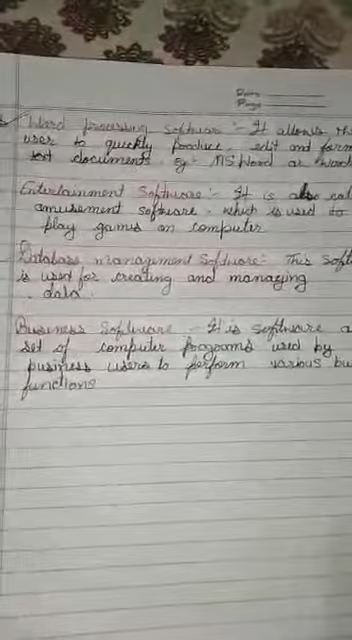 Date
Page
Word processing Software :- It allows the
user to quickly produce, edit and form
text documents. Eg - MS Word or Word
Entertainment Software :- It is also cal
amusement software. which is used to
play games on computer
Database management Software:- This Soft
is used for creating and managing
data.
Business Software - It is software a
set of computer programs used by
business users to perform various bu
functions